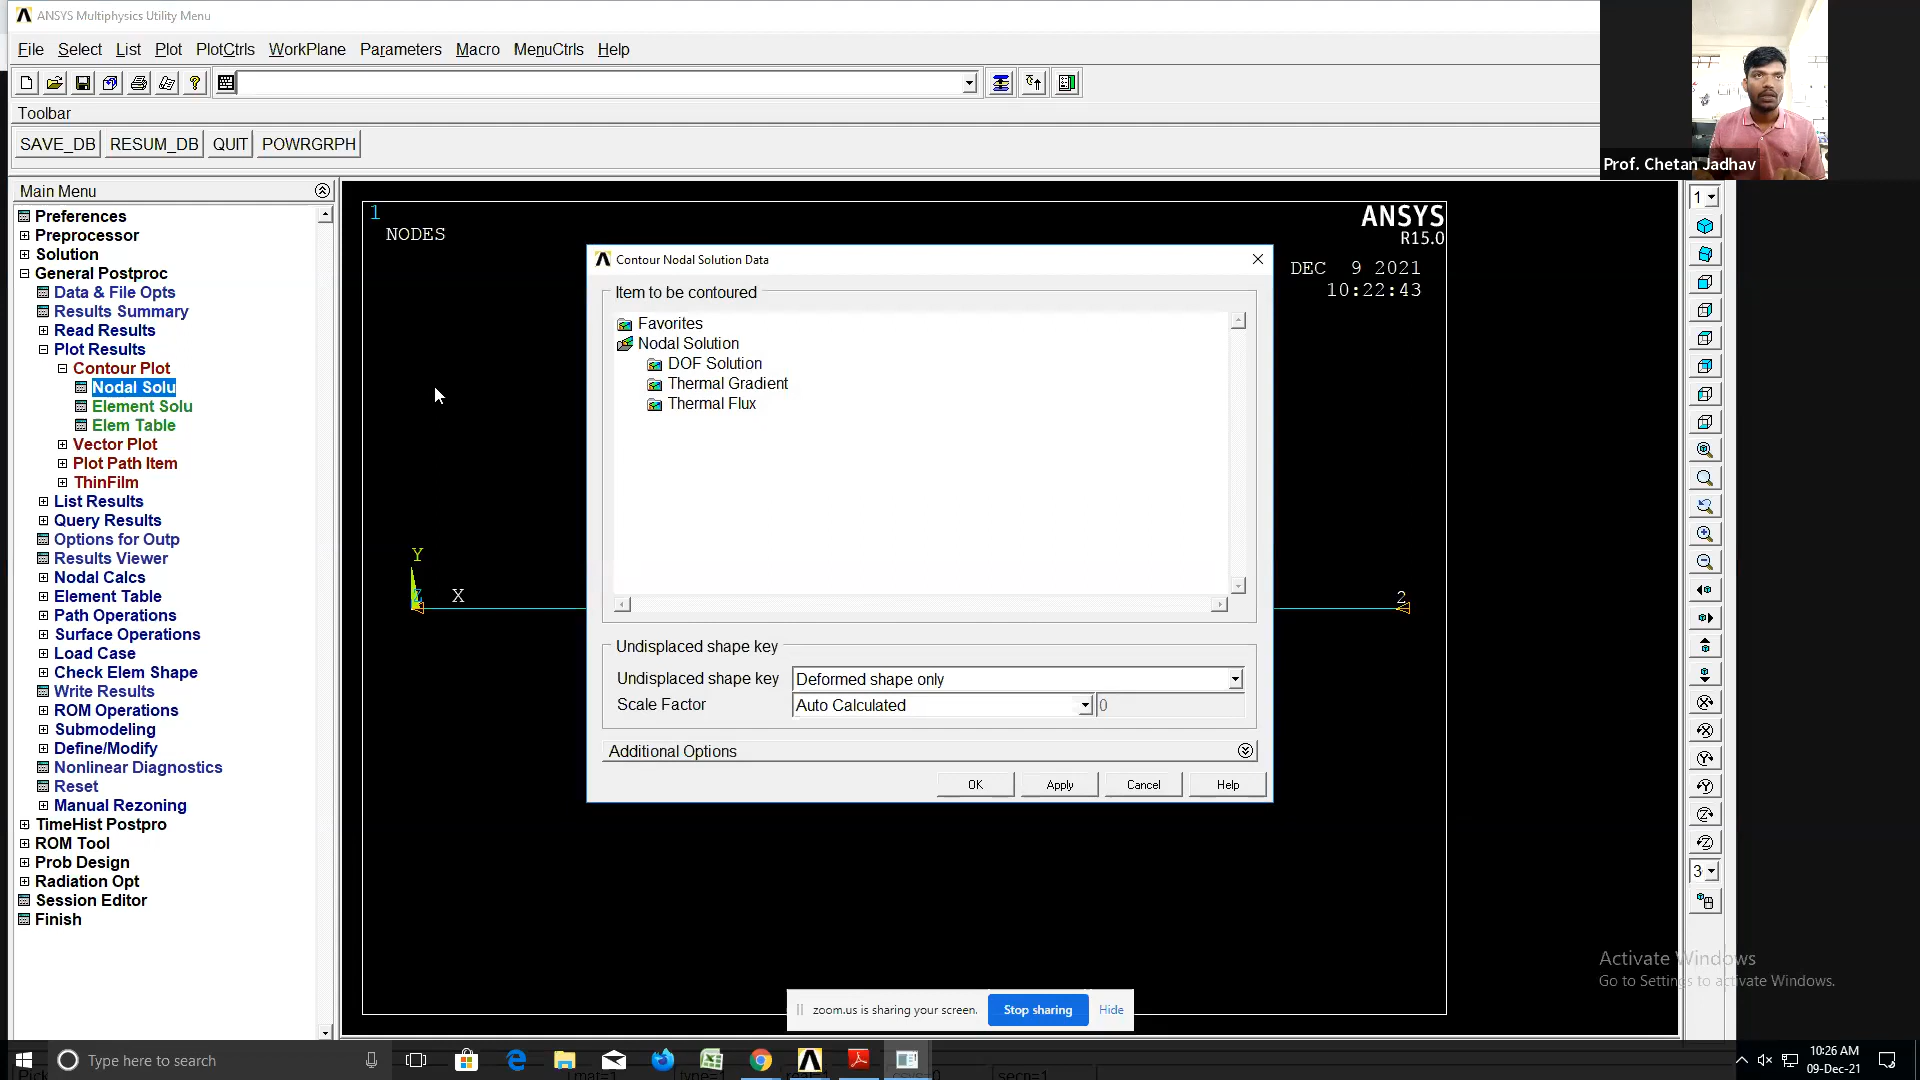 ANSYS Multiphysics Utility Menu
File Select List Plot PlotCtrls WorkPlane Parameters Macro MenuCtrls Help
Toolbar
SAVE_DB RESUM_DB QUIT POWRGRPH
Prof. Chetan Jadhav
Main Menu
Preferences
Preprocessor
Solution
General Postproc
Data & File Opts
Results Summary
Read Results
Plot Results
Contour Plot
Nodal Solu
Element Solu
Elem Table
Vector Plot
Plot Path Item
ThinFilm
List Results
Query Results
Options for Outp
Results Viewer
Nodal Calcs
Element Table
Path Operations
Surface Operations
Load Case
Check Elem Shape
Write Results
ROM Operations
Submodeling
Define/Modify
Nonlinear Diagnostics
Reset
Manual Rezoning
TimeHist Postpro
ROM Tool
Prob Design
Radiation Opt
Session Editor
Finish
1
NODES
ANSYS
R15.0
DEC 9 2021
10:22:43
Y
X
2
Contour Nodal Solution Data
Item to be contoured
Favorites
Nodal Solution
DOF Solution
Thermal Gradient
Thermal Flux
Undisplaced shape key
Undisplaced shape key Deformed shape only
Scale Factor Auto Calculated 0
Additional Options
OK Apply Cancel Help
1
3
Activate Windows
Go to Settings to activate Windows.
zoom.us is sharing your screen. Stop sharing Hide
Type here to search
10:26 AM
09-Dec-21